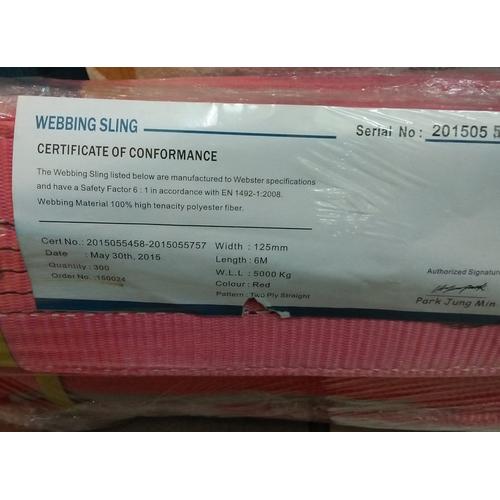 WEBBING SLING
Serial No: 201505
CERTIFICATE OF CONFORMANCE
The Webbing Sling listed below are manufactured to Webster specifications
and have a Safety Factor 6 : 1 in accordance with EN 1492-1:2008.
Webbing Material 100% high tenacity polyester fiber.
Cert No.: 2015055458-2015055757 Width : 125mm
Date : May 30th, 2015 Length : 6M
Quantity : 300 W.L.L : 5000 Kg
Order No. :150024 Colour : Red
Pattern : Two Ply Straight
Authorized Signatur
Park Jung Min